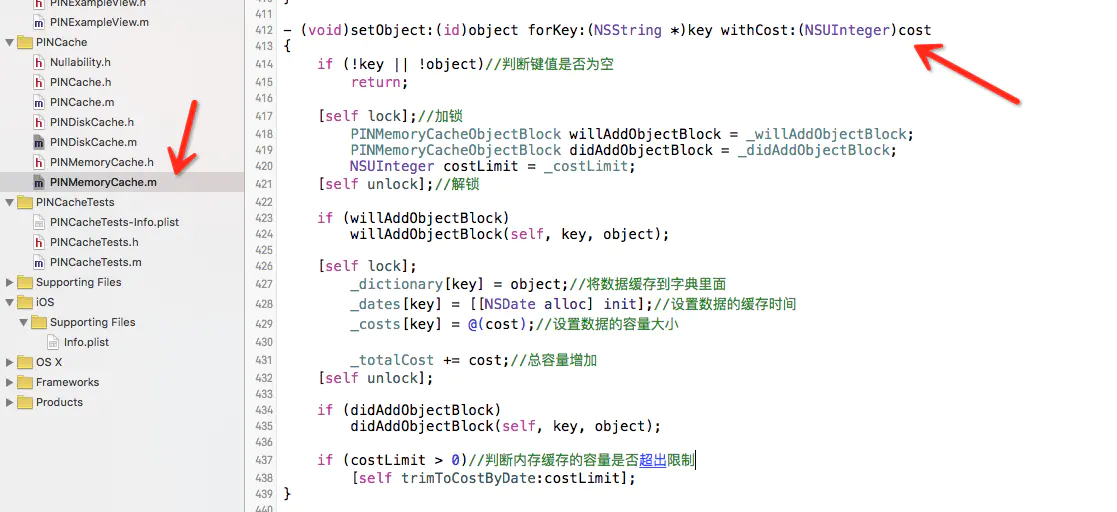 PINExampleView.h
PINExampleView.m
PINCache
Nullability.h
PINCache.h
PINCache.m
PINDiskCache.h
PINDiskCache.m
PINMemoryCache.h
PINMemoryCache.m
PINCacheTests
PINCacheTests-Info.plist
PINCacheTests.h
PINCacheTests.m
Supporting Files
iOS
Supporting Files
Info.plist
OS X
Frameworks
Products
411
412 - (void)setObject:(id)object forKey:(NSString *)key withCost:(NSUInteger)cost
413 {
414     if (!key || !object)//判断键值是否为空
415         return;
416
417     [self lock];//加锁
418         PINMemoryCacheObjectBlock willAddObjectBlock = _willAddObjectBlock;
419         PINMemoryCacheObjectBlock didAddObjectBlock = _didAddObjectBlock;
420         NSUInteger costLimit = _costLimit;
421     [self unlock];//解锁
422
423     if (willAddObjectBlock)
424         willAddObjectBlock(self, key, object);
425
426     [self lock];
427         _dictionary[key] = object;//将数据缓存到字典里面
428         _dates[key] = [[NSDate alloc] init];//设置数据的缓存时间
429         _costs[key] = @(cost);//设置数据的容量大小
430
431         _totalCost += cost;//总容量增加
432     [self unlock];
433
434     if (didAddObjectBlock)
435         didAddObjectBlock(self, key, object);
436
437     if (costLimit > 0)//判断内存缓存的容量是否超出限制
438         [self trimToCostByDate:costLimit];
439 }
440